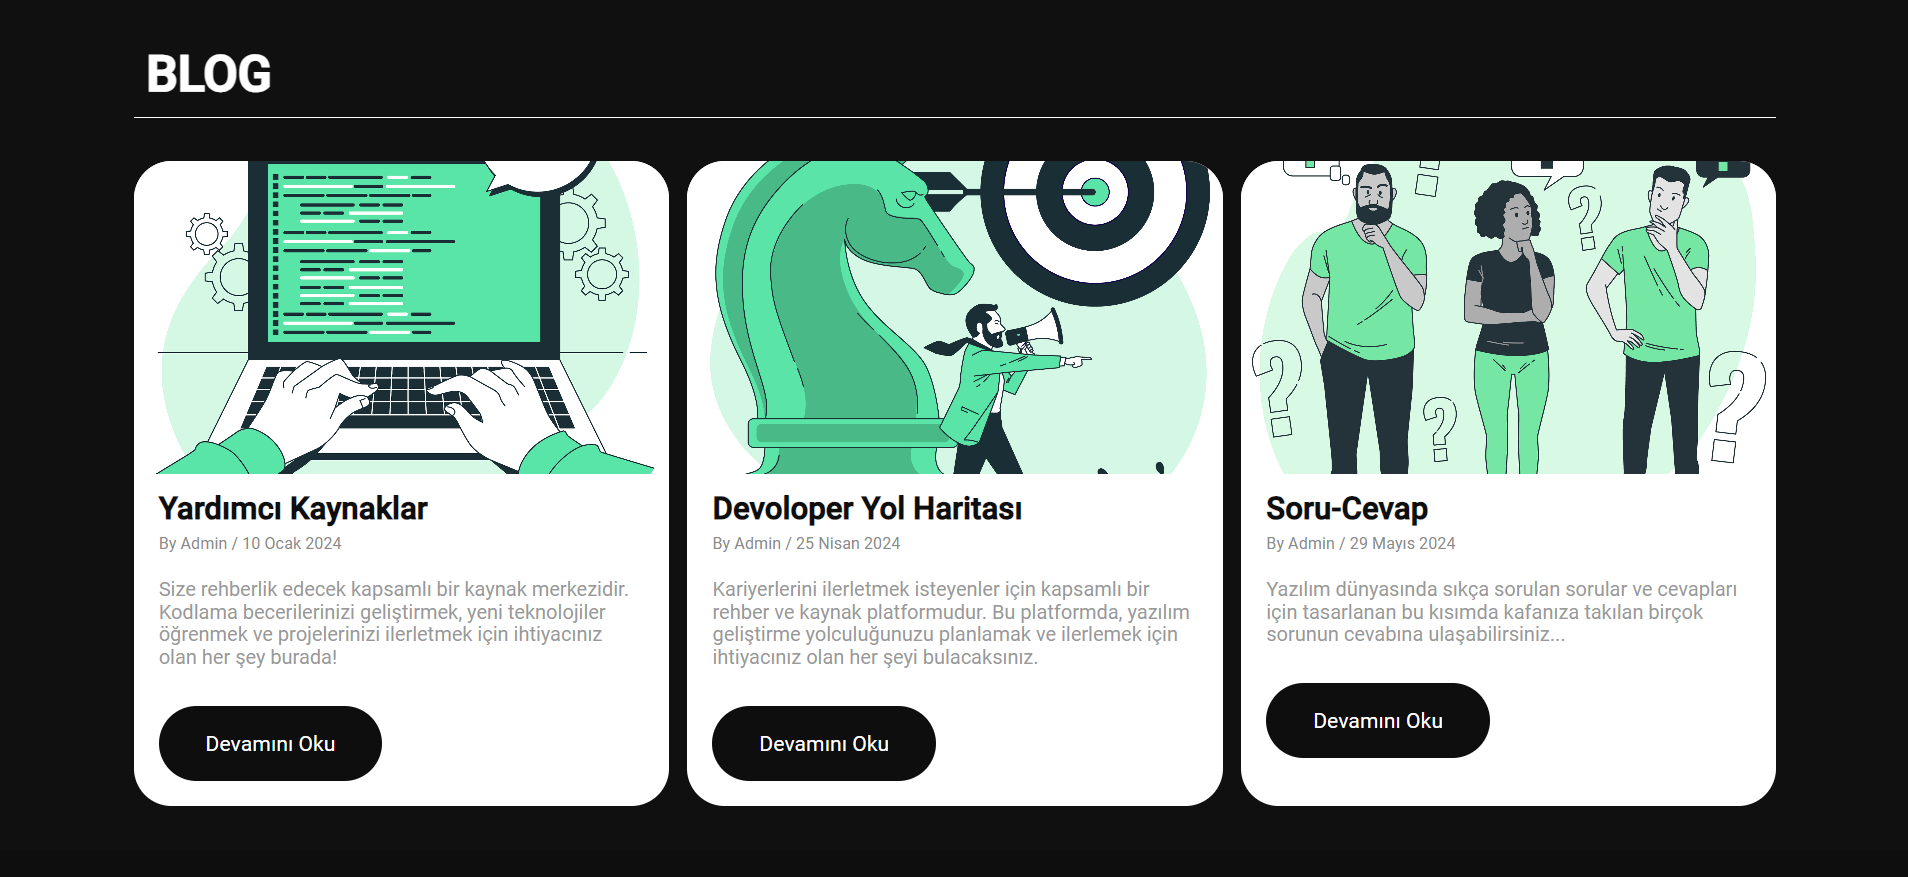 BLOG
Yardımcı Kaynaklar
By Admin / 10 Ocak 2024
Size rehberlik edecek kapsamlı bir kaynak merkezidir.
Kodlama becerilerinizi geliştirmek, yeni teknolojiler
öğrenmek ve projelerinizi ilerletmek için ihtiyacınız
olan her şey burada!
Devamını Oku
Devoloper Yol Haritası
By Admin / 25 Nisan 2024
Kariyerlerini ilerletmek isteyenler için kapsamlı bir
rehber ve kaynak platformudur. Bu platformda, yazılım
geliştirme yolculuğunuzu planlamak ve ilerlemek için
ihtiyacınız olan her şeyi bulacaksınız.
Devamını Oku
Soru-Cevap
By Admin / 29 Mayıs 2024
Yazılım dünyasında sıkça sorulan sorular ve cevapları
için tasarlanan bu kısımda kafanıza takılan birçok
sorunun cevabına ulaşabilirsiniz...
Devamını Oku